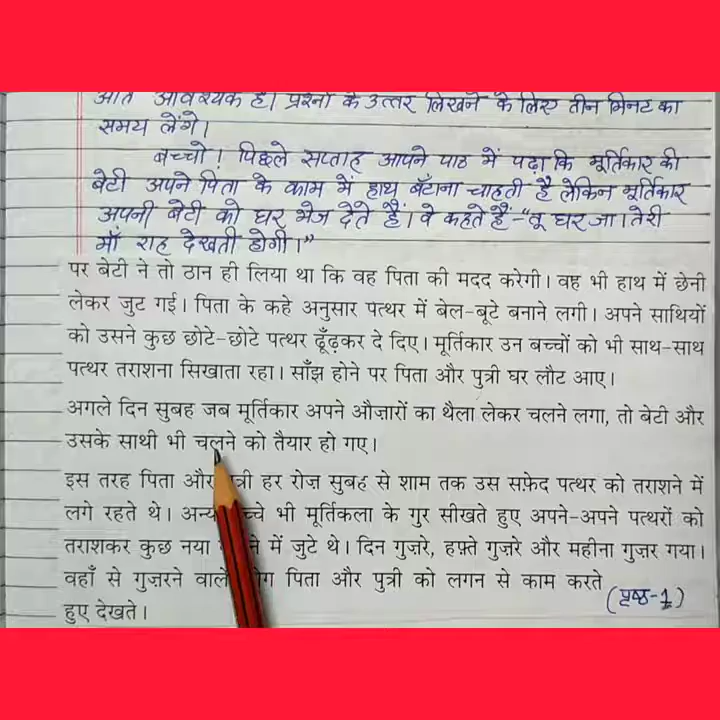 आवश्यक है। प्रश्नों के उत्तर लिखने के लिए तीन मिनट का
समय लेंगे।
बच्चो! पिछले सप्ताह आपने पाठ में पढ़ा कि मूर्तिकार की
बेटी अपने पिता के काम में हाथ बँटाना चाहती है लेकिन मूर्तिकार
अपनी बेटी को घर भेज देते हैं। वे कहते हैं-"तू घर जा। तेरी
माँ राह देखती होगी।"
पर बेटी ने तो ठान ही लिया था कि वह पिता की मदद करेगी। वह भी हाथ में छेनी
लेकर जुट गई। पिता के कहे अनुसार पत्थर में बेल-बूटे बनाने लगी। अपने साथियों
को उसने कुछ छोटे-छोटे पत्थर ढूँढ़कर दे दिए। मूर्तिकार उन बच्चों को भी साथ-साथ
पत्थर तराशना सिखाता रहा। साँझ होने पर पिता और पुत्री घर लौट आए।
अगले दिन सुबह जब मूर्तिकार अपने औज़ारों का थैला लेकर चलने लगा, तो बेटी और
उसके साथी भी चलने को तैयार हो गए।
इस तरह पिता और हर रोज़ सुबह से शाम तक उस सफ़ेद पत्थर को तराशने में
लगे रहते थे। भी मूर्तिकला के गुर सीखते हुए अपने-अपने पत्थरों को
तराशकर कुछ नया में जुटे थे। दिन गुज़रे, हफ़्ते गुज़रे और महीना गुज़र गया।
वहाँ से गुज़रने पिता और पुत्री को लगन से काम करते
हुए देखते।
(पृष्ठ-1)